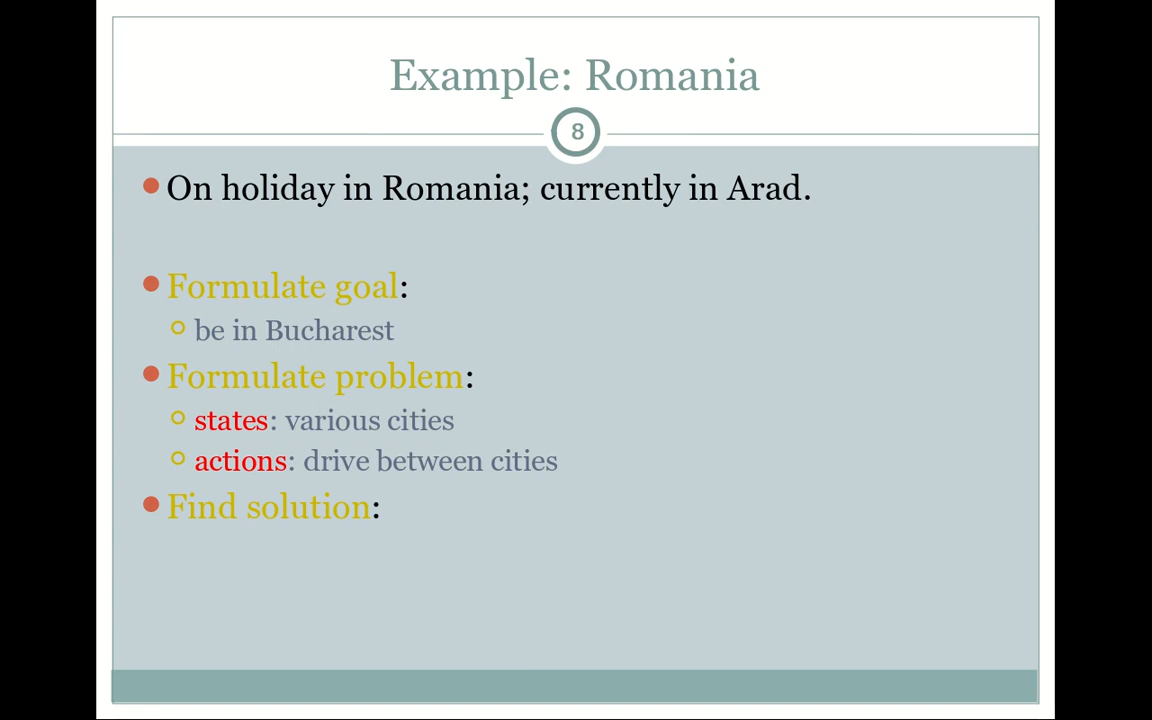 Example: Romania
8
On holiday in Romania; currently in Arad.
Formulate goal:
be in Bucharest
Formulate problem:
states: various cities
actions: drive between cities
Find solution: